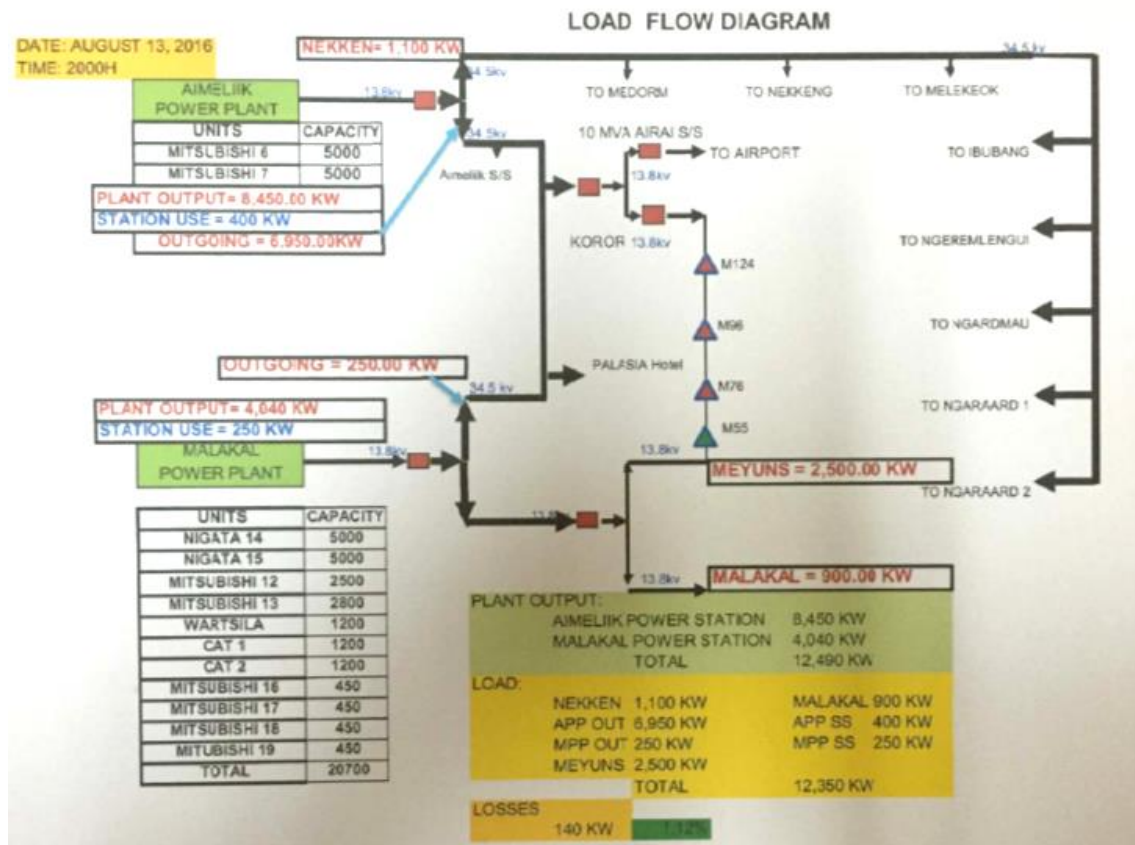 LOAD FLOW DIAGRAM
DATE: AUGUST 13, 2016
TIME: 2000H
NEKKEN= 1,100 KW
34.5 kv
34.5kv
AIMELIIK
POWER PLANT
13.8kv
TO MEDORM
TO NEKKENG
TO MELEKEOK
UNITS CAPACITY
MITSUBISHI 6 5000
MITSUBISHI 7 5000
34.5kv
Aimeliik S/S
10 MVA AIRAI S/S
TO AIRPORT
13.8kv
TO IBUBANG
PLANT OUTPUT= 8,450.00 KW
STATION USE = 400 KW
OUTGOING = 6,950.00KW
KOROR 13.8kv
TO NGEREMLENGUI
M124
M96
TO NGARDMAU
OUTGOING = 250.00 KW
34.5 kv
PALASIA Hotel
M76
TO NGARAARD 1
PLANT OUTPUT= 4,040 KW
STATION USE = 250 KW
M55
MALAKAL
POWER PLANT
13.8kv
13.8kv
MEYUNS = 2,500.00 KW
TO NGARAARD 2
13.8kv
13.8kv
MALAKAL = 900.00 KW
UNITS CAPACITY
NIGATA 14 5000
NIGATA 15 5000
MITSUBISHI 12 2500
MITSUBISHI 13 2800
WARTSILA 1200
CAT 1 1200
CAT 2 1200
MITSUBISHI 16 450
MITSUBISHI 17 450
MITSUBISHI 18 450
MITUBISHI 19 450
TOTAL 20700
PLANT OUTPUT:
AIMELIIK POWER STATION 8,450 KW
MALAKAL POWER STATION 4,040 KW
TOTAL 12,490 KW
LOAD:
NEKKEN 1,100 KW MALAKAL 900 KW
APP OUT 6,950 KW APP SS 400 KW
MPP OUT 250 KW MPP SS 250 KW
MEYUNS 2,500 KW
TOTAL 12,350 KW
LOSSES
140 KW 1.12%